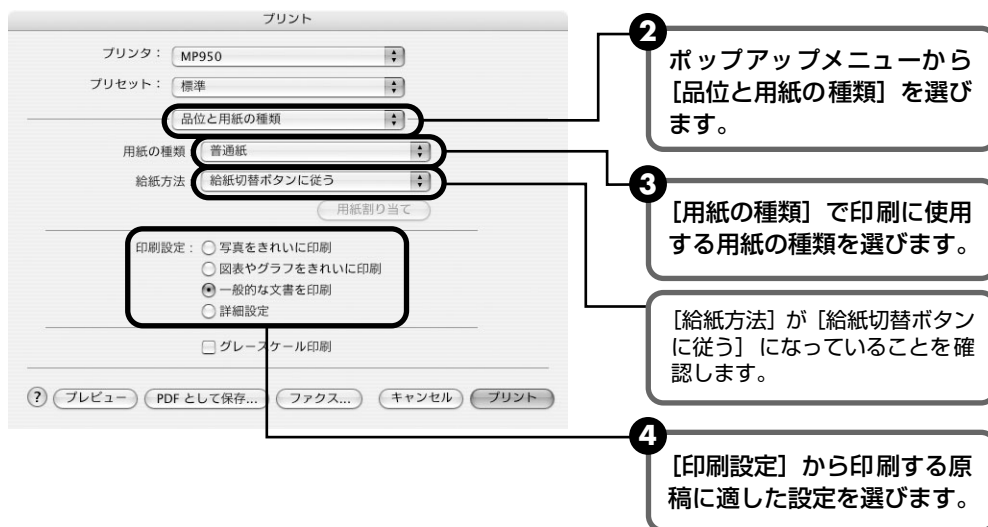 プリント
プリンタ： MP950
プリセット： 標準
品位と用紙の種類
用紙の種類： 普通紙
給紙方法： 給紙切替ボタンに従う
用紙割り当て
印刷設定： 写真をきれいに印刷
図表やグラフをきれいに印刷
一般的な文書を印刷
詳細設定
グレースケール印刷
? プレビュー PDF として保存... ファクス... キャンセル プリント
2
ポップアップメニューから
［品位と用紙の種類］を選び
ます。
3
［用紙の種類］で印刷に使用
する用紙の種類を選びます。
［給紙方法］が［給紙切替ボタン
に従う］になっていることを確
認します。
4
［印刷設定］から印刷する原
稿に適した設定を選びます。